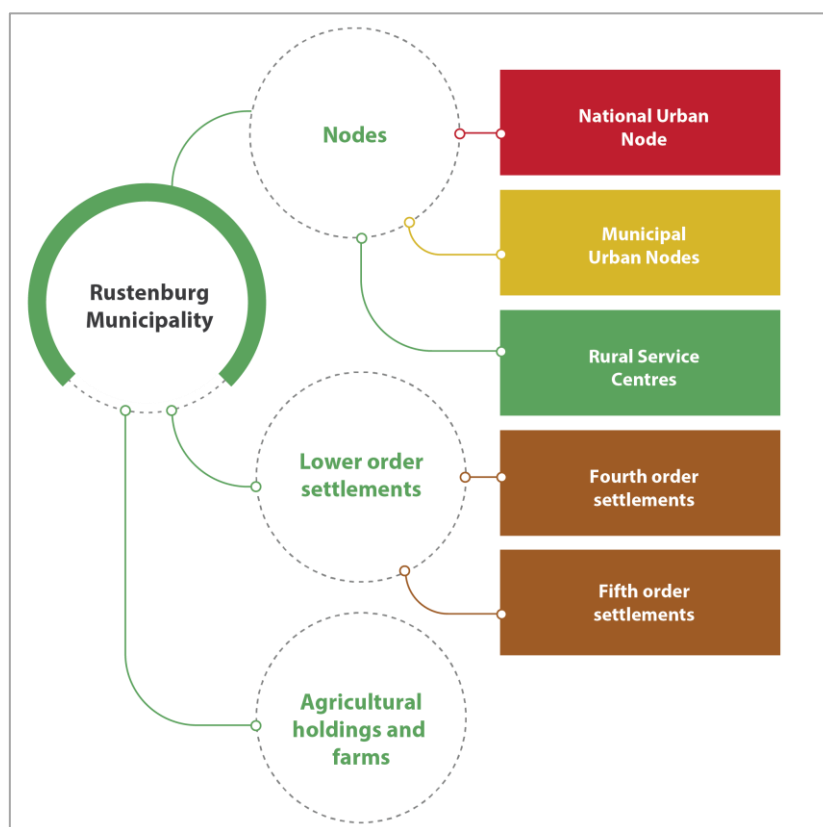 Rustenburg
Municipality
Nodes
National Urban
Node
Municipal
Urban Nodes
Rural Service
Centres
Lower order
settlements
Fourth order
settlements
Fifth order
settlements
Agricultural
holdings and
farms